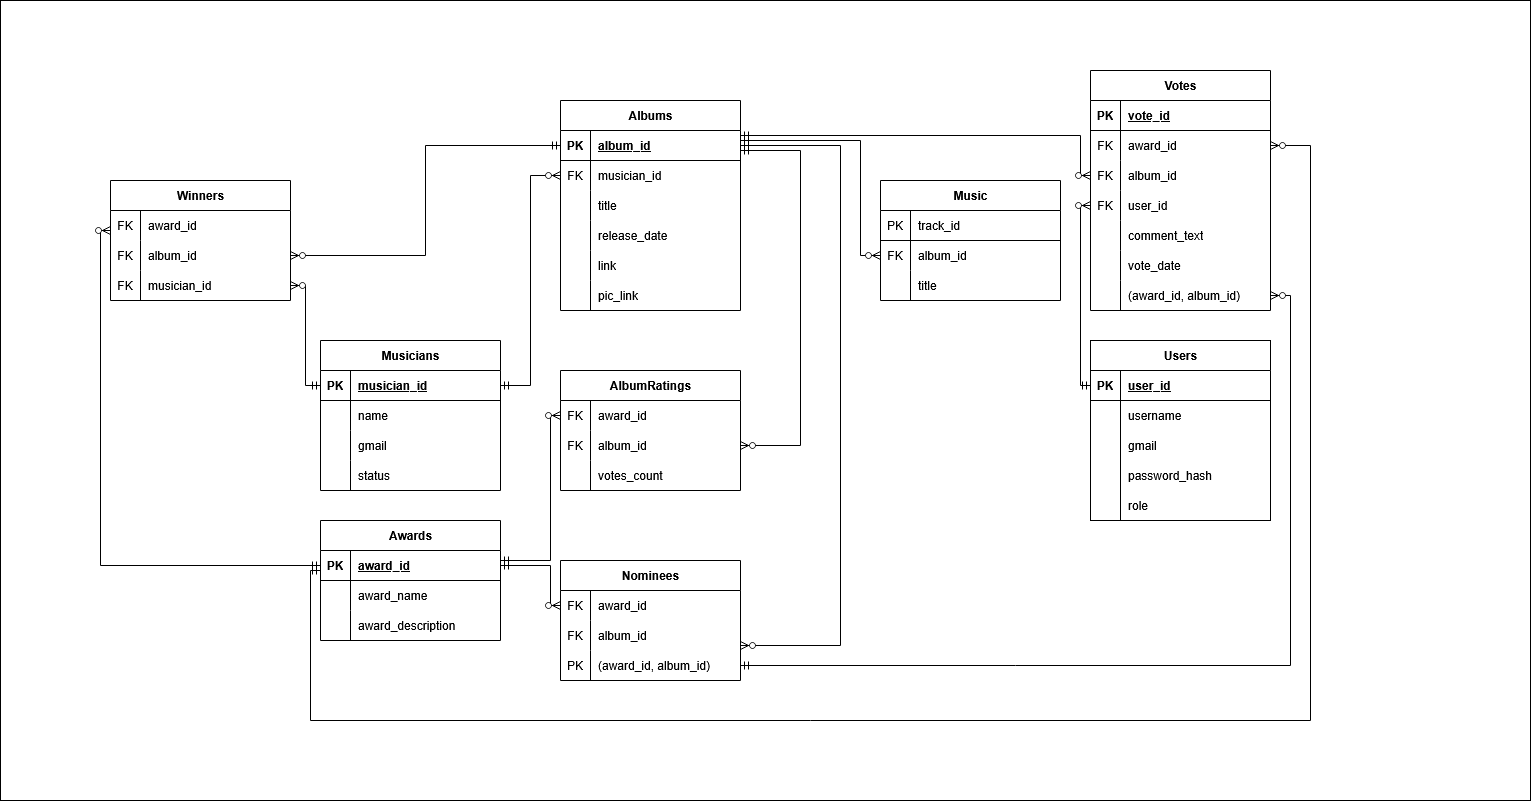 Winners
FK award_id
FK album_id
FK musician_id
Musicians
PK musician_id
name
gmail
status
Awards
PK award_id
award_name
award_description
Albums
PK album_id
FK musician_id
title
release_date
link
pic_link
AlbumRatings
FK award_id
FK album_id
votes_count
Nominees
FK award_id
FK album_id
PK (award_id, album_id)
Music
PK track_id
FK album_id
title
Votes
PK vote_id
FK award_id
FK album_id
FK user_id
comment_text
vote_date
(award_id, album_id)
Users
PK user_id
username
gmail
password_hash
role